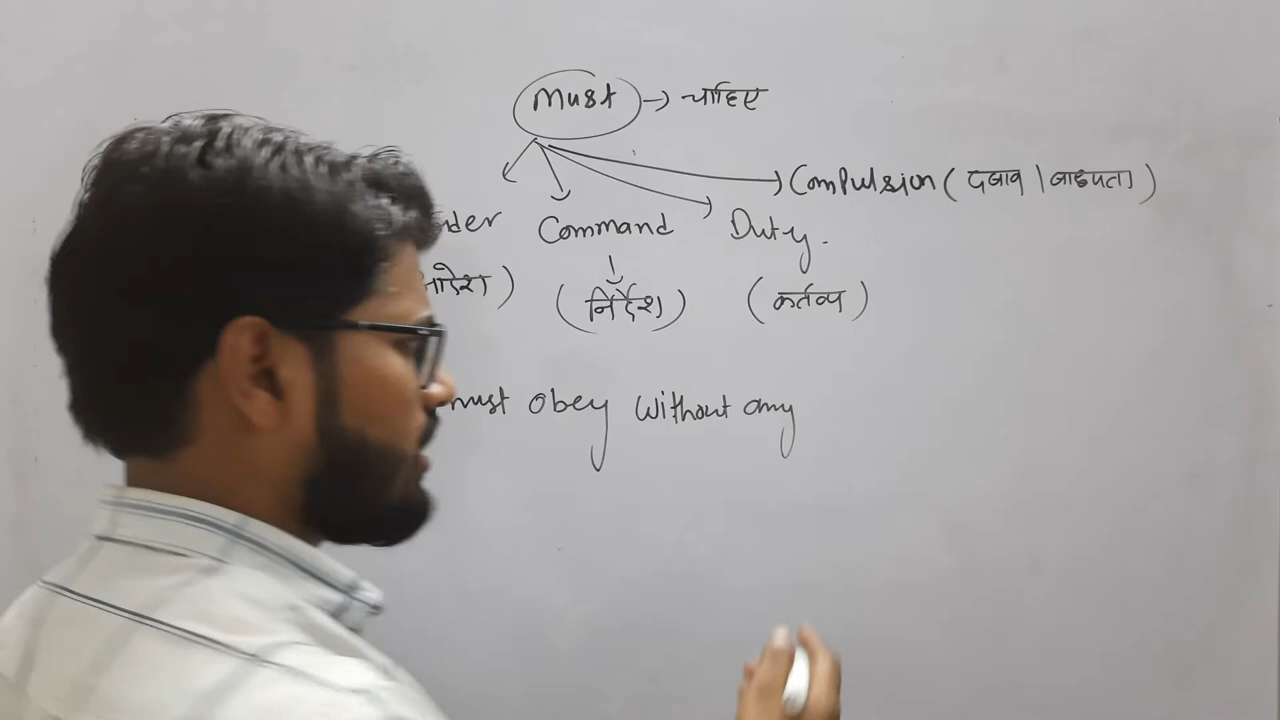 Must → चाहिए
Compulsion ( दबाव | बाध्यता )
Command Duty.
( निर्देश ) ( कर्तव्य )
must obey without any